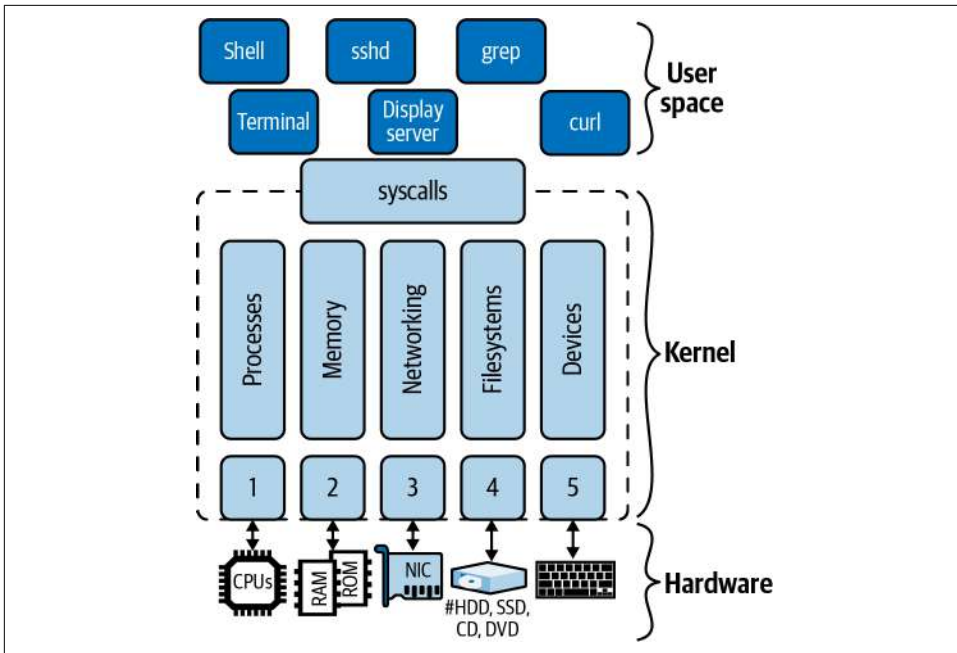 Shell
sshd
grep
Terminal
Display
server
curl
User
space
syscalls
Processes
Memory
Networking
Filesystems
Devices
Kernel
1
2
3
4
5
CPUs
RAM
ROM
NIC
#HDD, SSD,
CD, DVD
Hardware